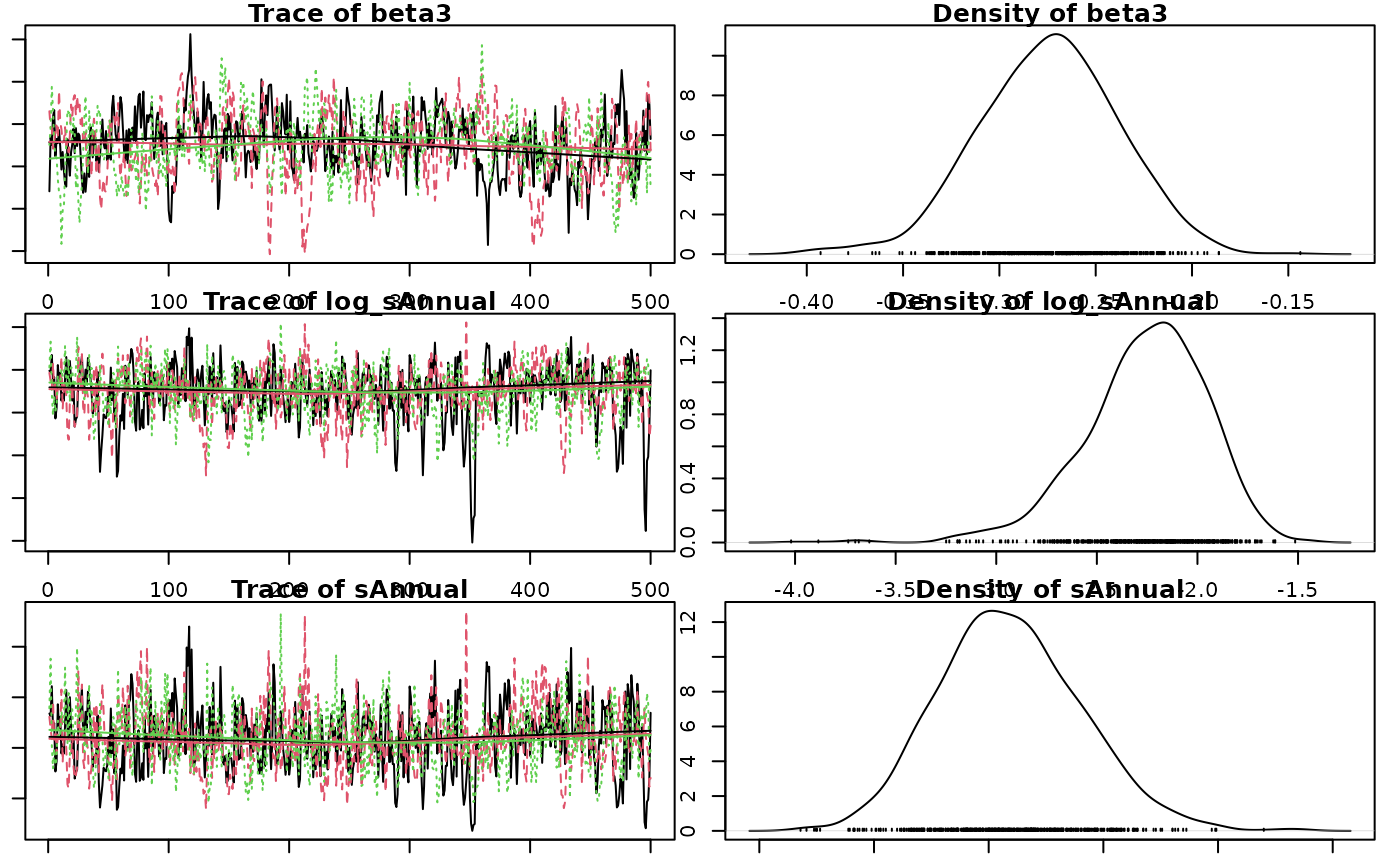 Trace of beta3
Density of beta3
0 2 4 6 8
0 100 200 300 400 500
-0.40 -0.35 -0.30 -0.25 -0.20 -0.15
Trace of log_sAnnual
Density of log_sAnnual
0.0 0.4 0.8 1.2
0 100 200 300 400 500
-4.0 -3.5 -3.0 -2.5 -2.0 -1.5
Trace of sAnnual
Density of sAnnual
0 2 4 6 8 12